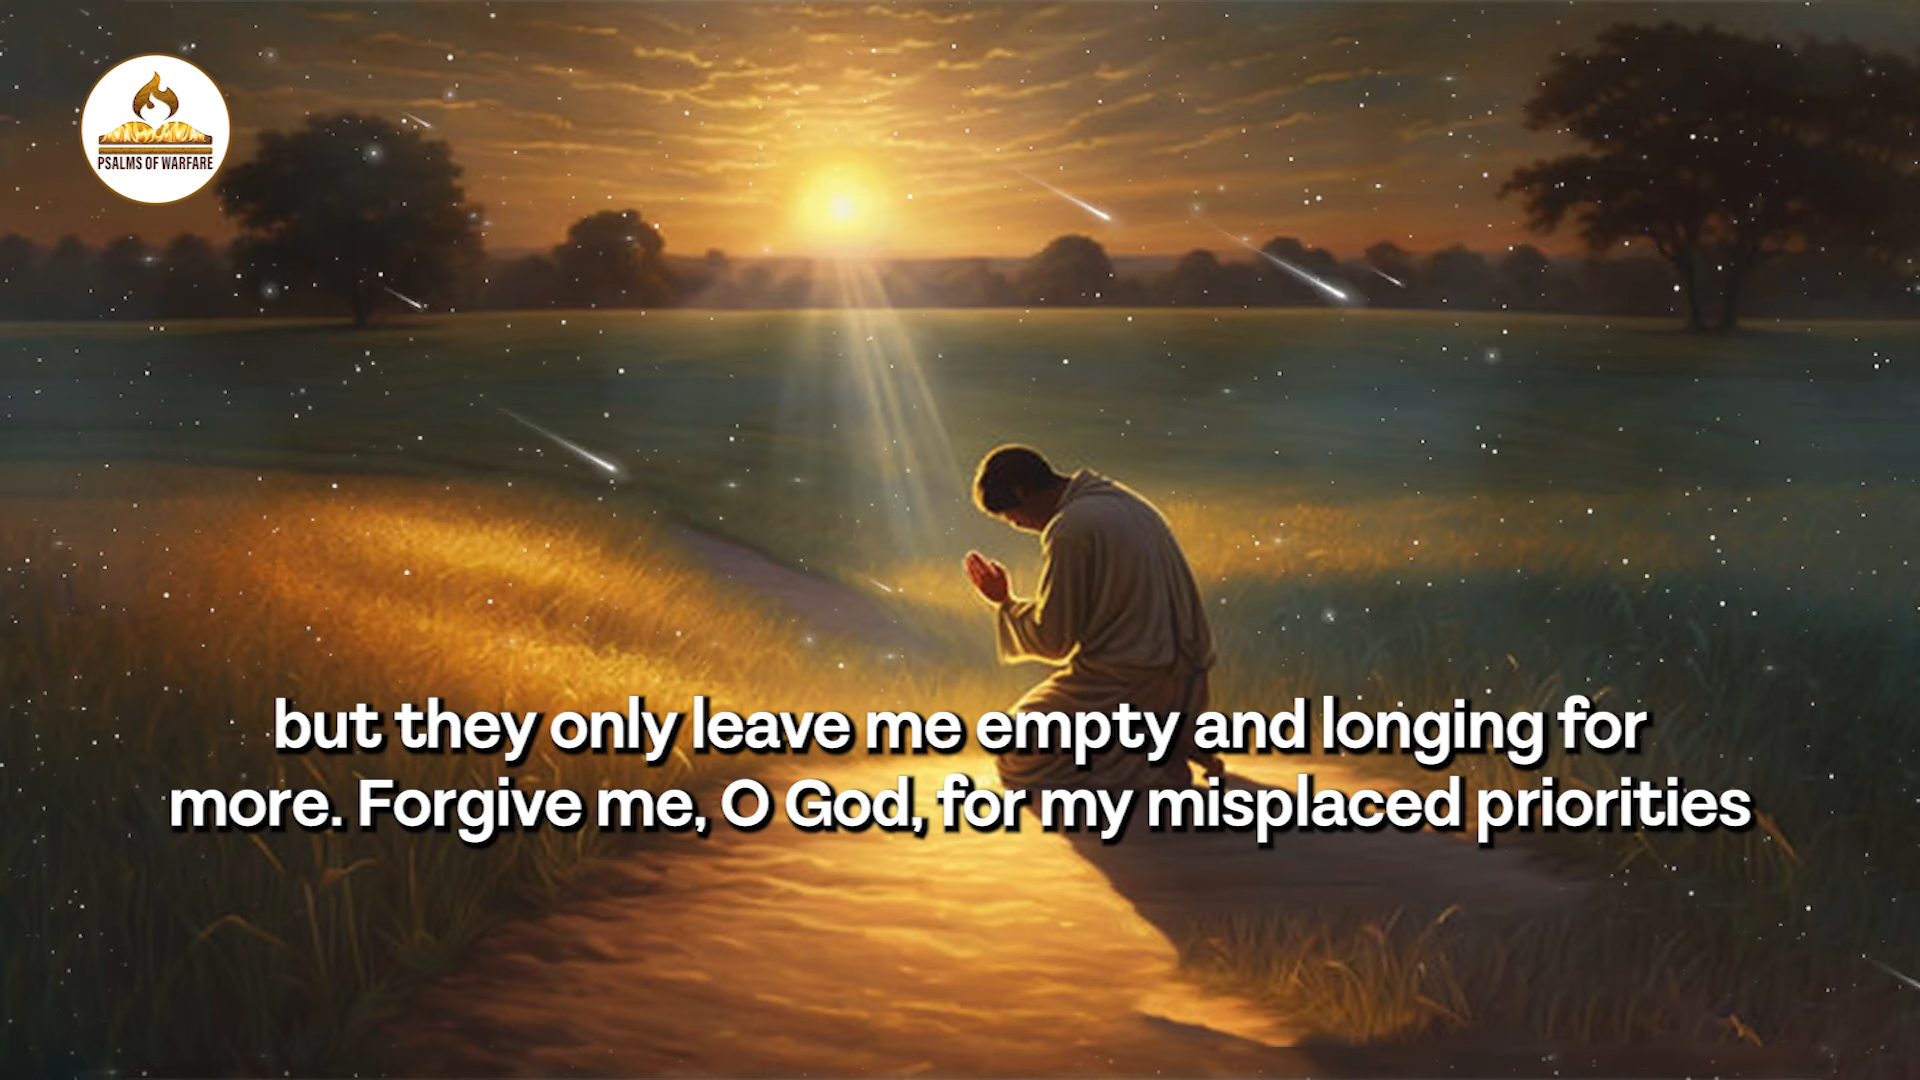 PSALMS OF WARFARE
but they only leave me empty and longing for
more. Forgive me, O God, for my misplaced priorities